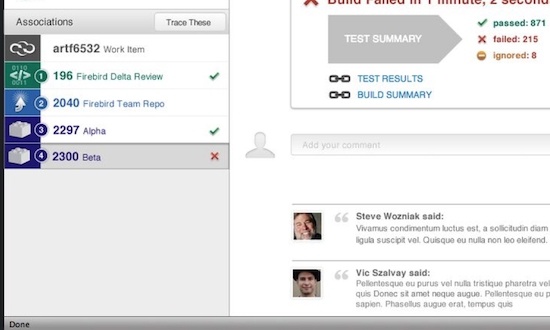 Associations
Trace These
artf6532 Work Item
0110
0011
1 196 Firebird Delta Review
2 2040 Firebird Team Repo
3 2297 Alpha
4 2300 Beta
Build Failed in 1 minute, 2 second
TEST SUMMARY
passed: 871
failed: 215
ignored: 8
TEST RESULTS
BUILD SUMMARY
Add your comment
Steve Wozniak said:
Vivamus condimentum luctus est, a sollicitudin diam
ligula suscipit vel. Quisque eu nulla non leo eleifend.
Vic Szalvay said:
Pellentesque eu purus vel nulla tristique pharetra vel
quis Donec sit amet neque augue. Pellentesque eu
sapien. Phasellus augue erat, tempus quis
Done